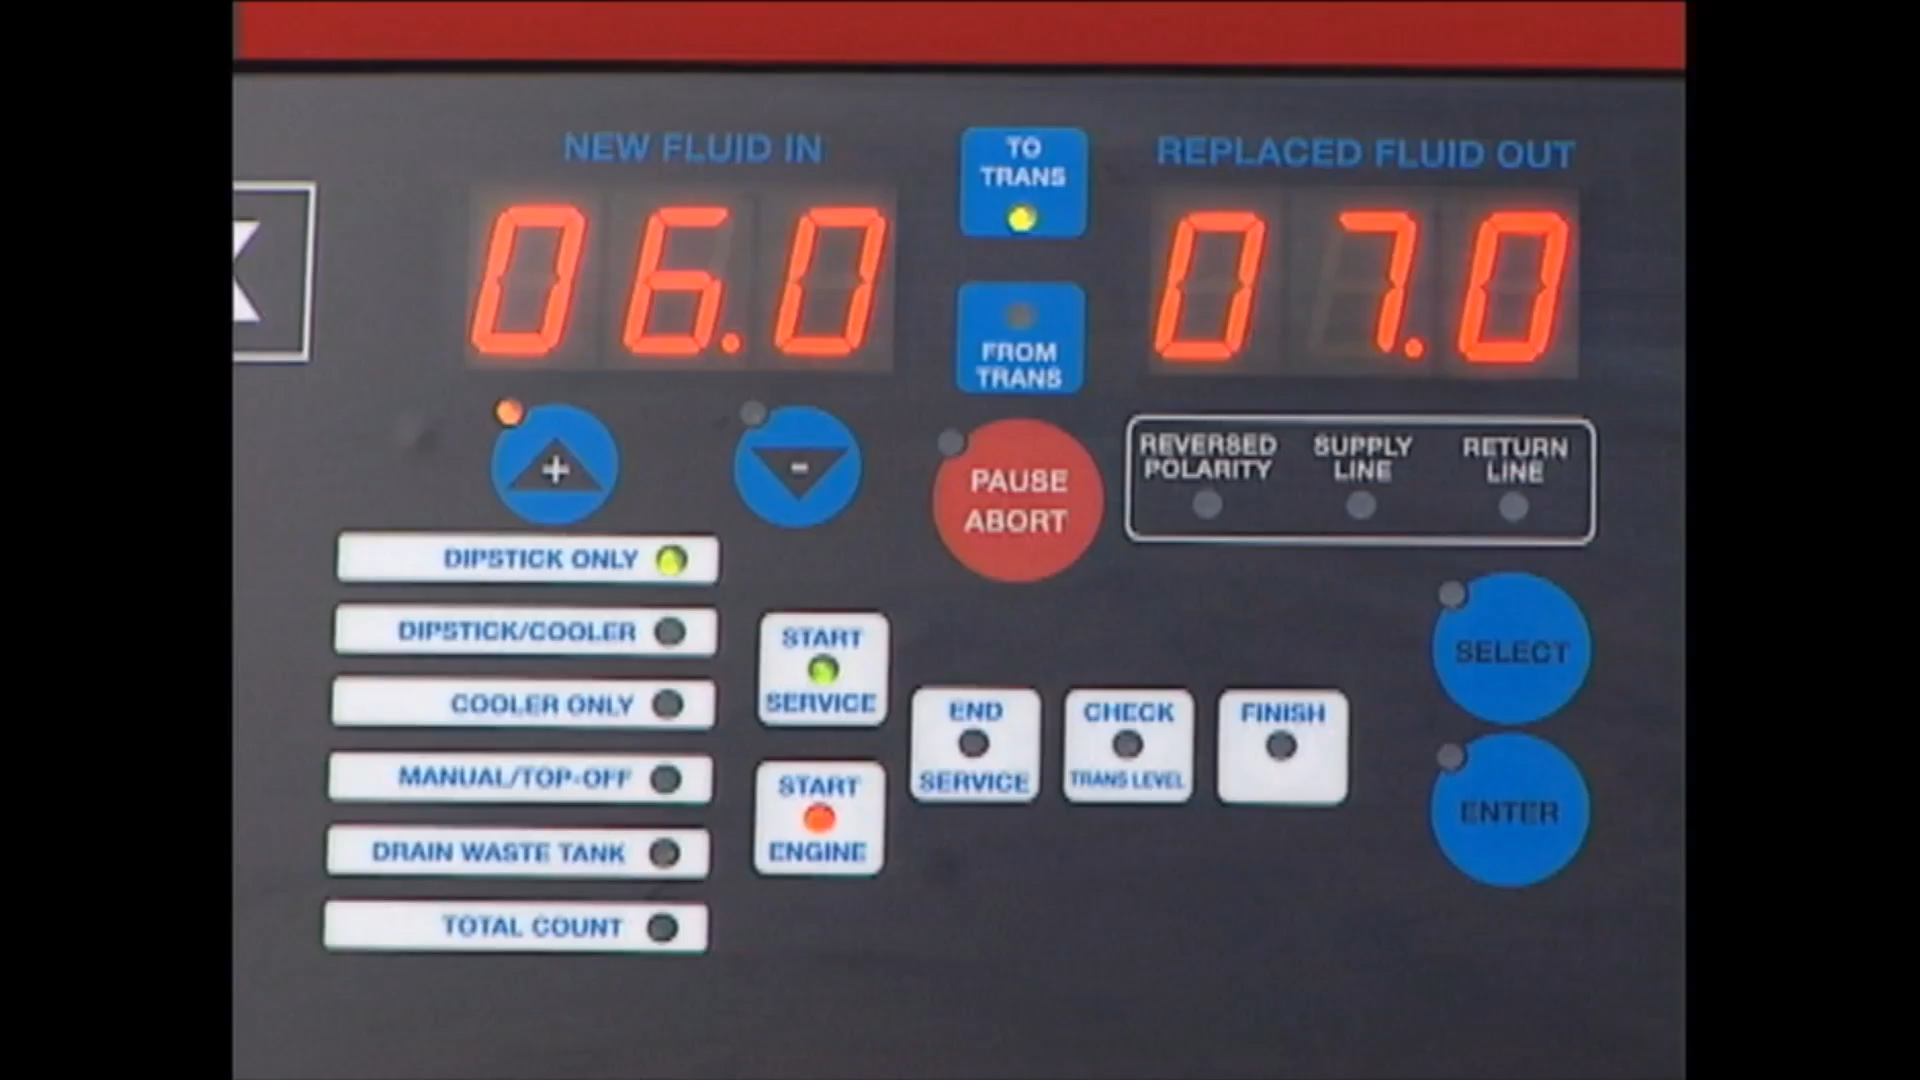 NEW FLUID IN
TO
TRANS
REPLACED FLUID OUT
06.0
07.0
FROM
TRANS
+
-
PAUSE
ABORT
REVERSED
POLARITY
SUPPLY
LINE
RETURN
LINE
DIPSTICK ONLY
DIPSTICK/COOLER
COOLER ONLY
MANUAL/TOP-OFF
DRAIN WASTE TANK
TOTAL COUNT
START
SERVICE
START
ENGINE
END
SERVICE
CHECK
TRANS LEVEL
FINISH
SELECT
ENTER